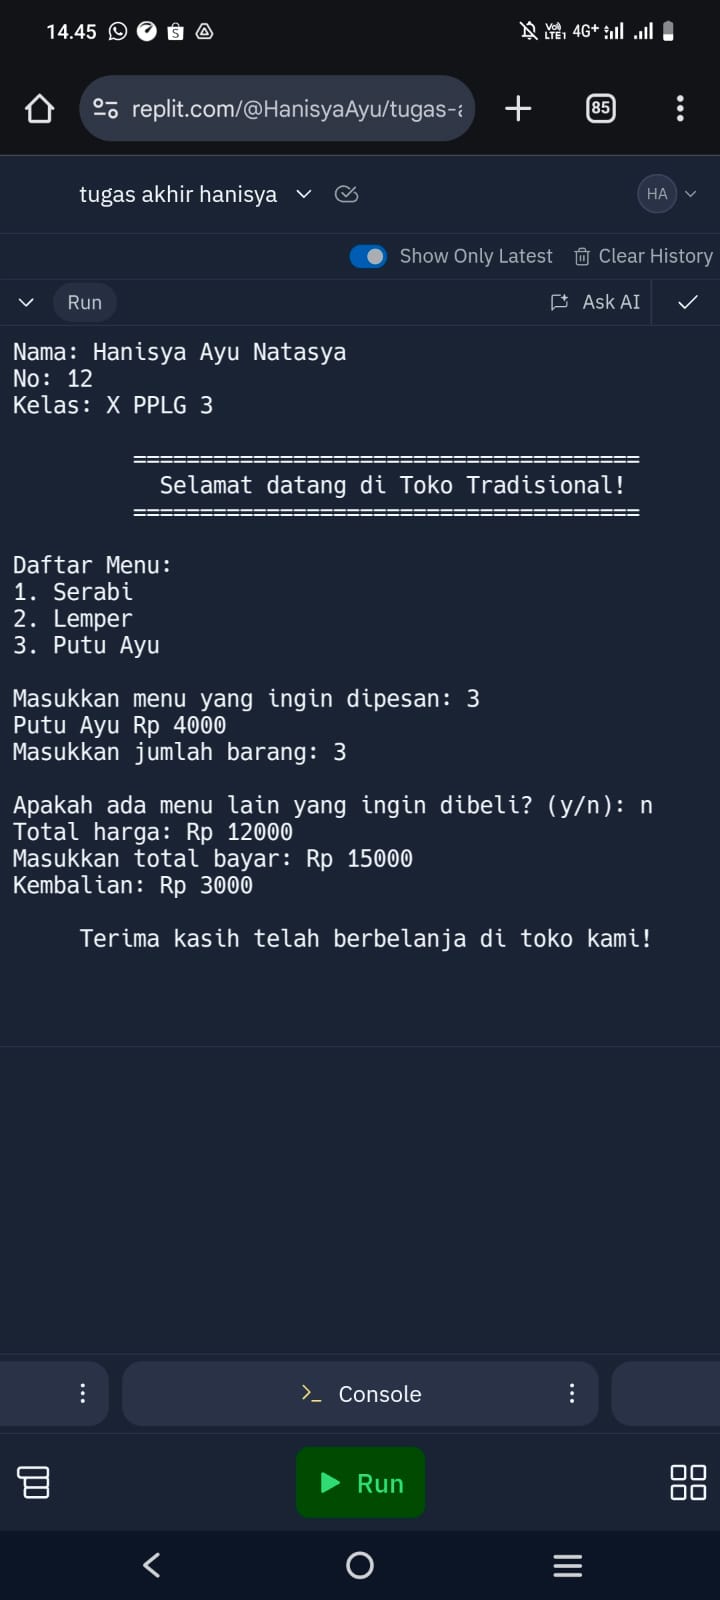 14.45
Vo) LTE1 4G+
replit.com/@HanisyaAyu/tugas-a
85
tugas akhir hanisya
HA
Show Only Latest
Clear History
Run
Ask AI
Nama: Hanisya Ayu Natasya
No: 12
Kelas: X PPLG 3
======================================
Selamat datang di Toko Tradisional!
======================================
Daftar Menu:
1. Serabi
2. Lemper
3. Putu Ayu
Masukkan menu yang ingin dipesan: 3
Putu Ayu Rp 4000
Masukkan jumlah barang: 3
Apakah ada menu lain yang ingin dibeli? (y/n): n
Total harga: Rp 12000
Masukkan total bayar: Rp 15000
Kembalian: Rp 3000
Terima kasih telah berbelanja di toko kami!
>_ Console
Run